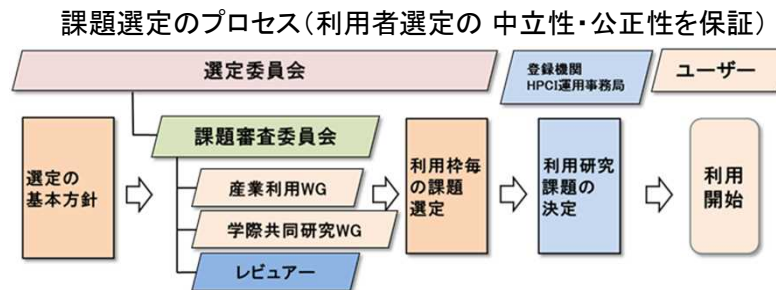 課題選定のプロセス(利用者選定の 中立性・公正性を保証)
選定委員会
登録機関
HPCI運用事務局
ユーザー
課題審査委員会
選定の
基本方針
産業利用WG
学際共同研究WG
レビュアー
利用枠毎
の課題
選定
利用研究
課題の
決定
利用
開始